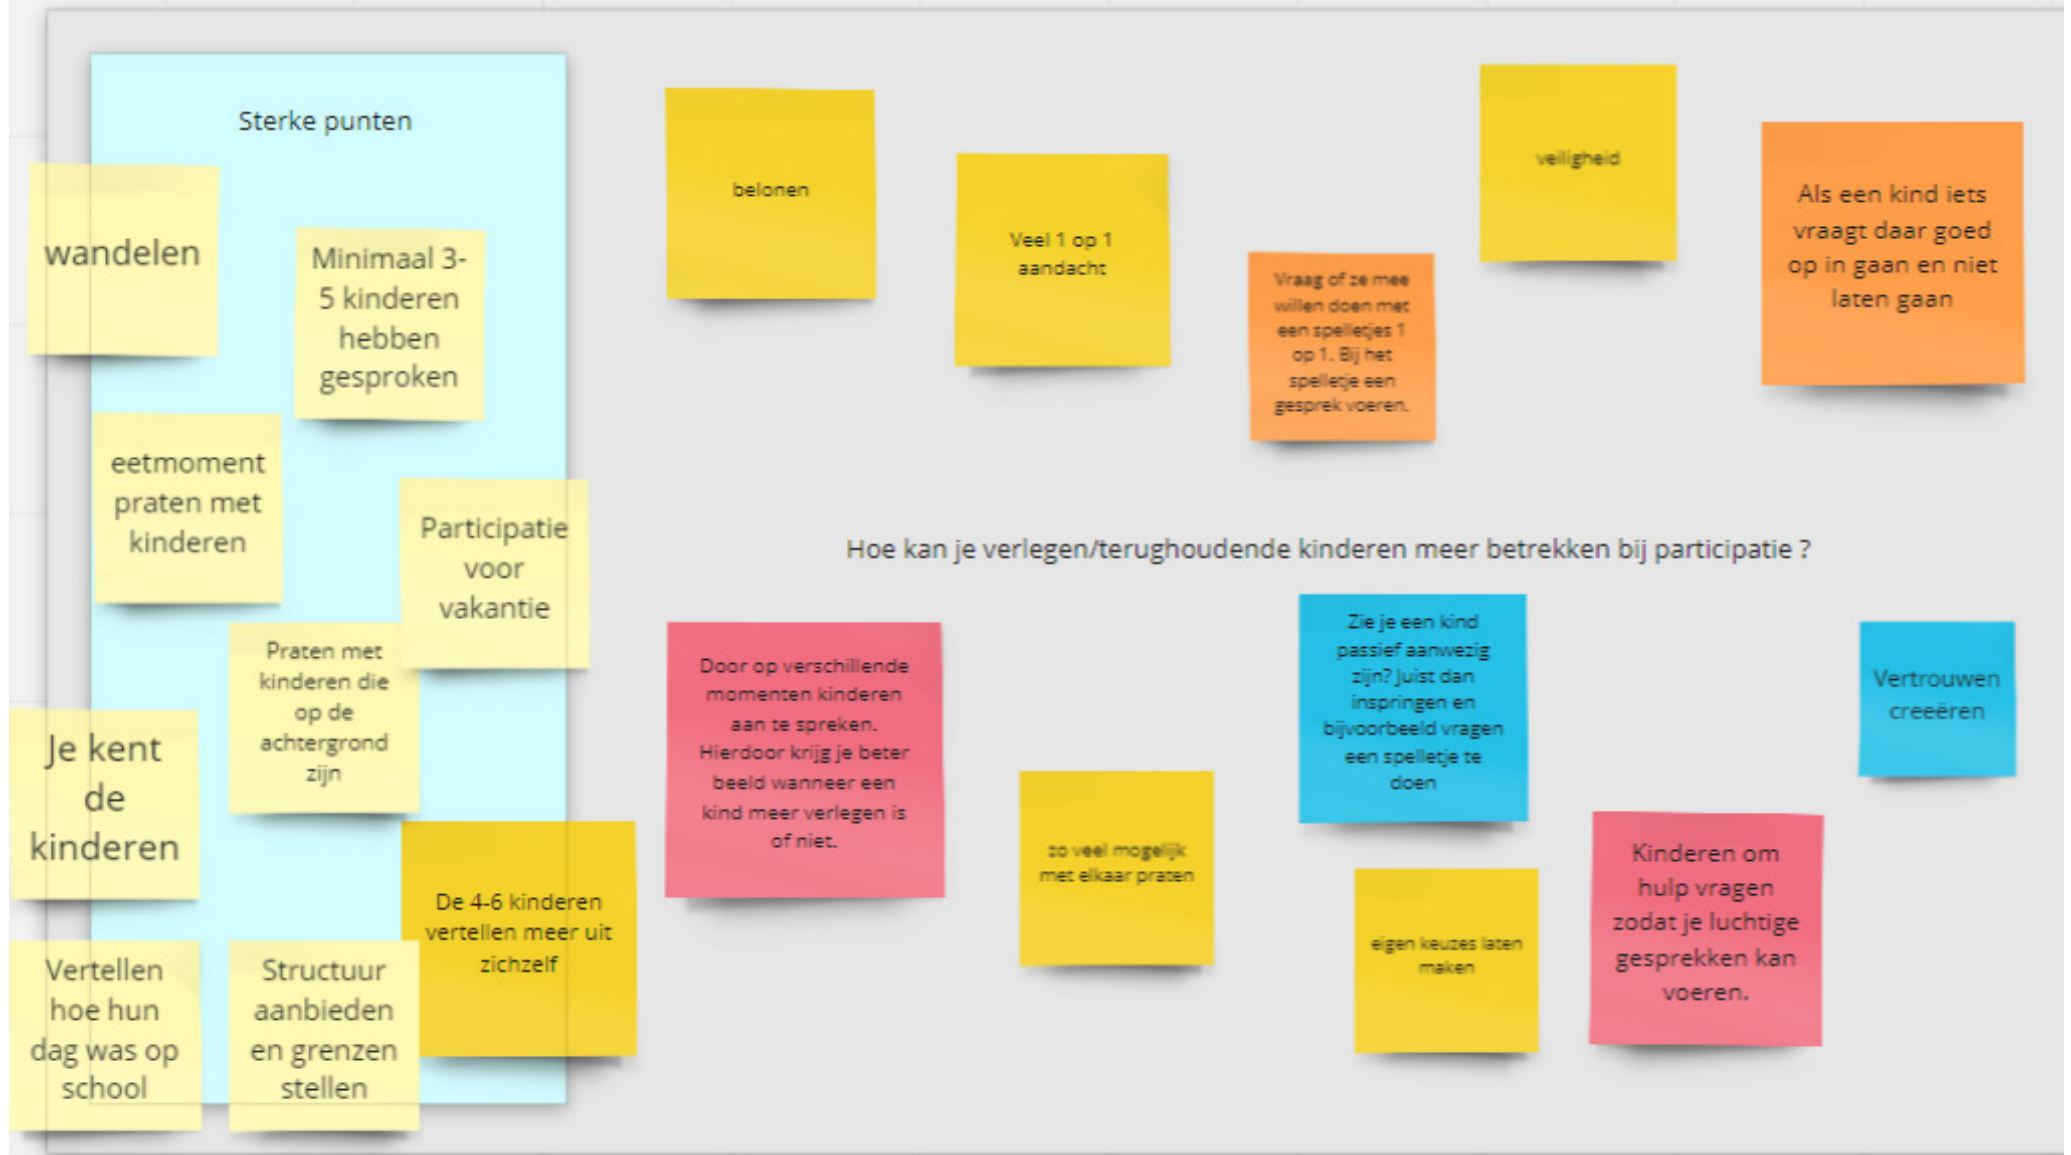 Sterke punten
wandelen
Minimaal 3-
5 kinderen
hebben
gesproken
eetmoment
praten met
kinderen
Participatie
voor
vakantie
Praten met
kinderen die
op de
achtergrond
zijn
Je kent
de
kinderen
De 4-6 kinderen
vertellen meer uit
zichzelf
Vertellen
hoe hun
dag was op
school
Structuur
aanbieden
en grenzen
stellen
belonen
Veel 1 op 1
aandacht
Vraag of ze mee
willen doen met
een spelletjes 1
op 1. Bij het
spelletje een
gesprek voeren.
veiligheid
Als een kind iets
vraagt daar goed
op in gaan en niet
laten gaan
Hoe kan je verlegen/terughoudende kinderen meer betrekken bij participatie ?
Door op verschillende
momenten kinderen
aan te spreken.
Hierdoor krijg je beter
beeld wanneer een
kind meer verlegen is
of niet.
zo veel mogelijk
met elkaar praten
Zie je een kind
passief aanwezig
zijn? Juist dan
inspringen en
bijvoorbeeld vragen
een spelletje te
doen
eigen keuzes laten
maken
Kinderen om
hulp vragen
zodat je luchtige
gesprekken kan
voeren.
Vertrouwen
creeëren